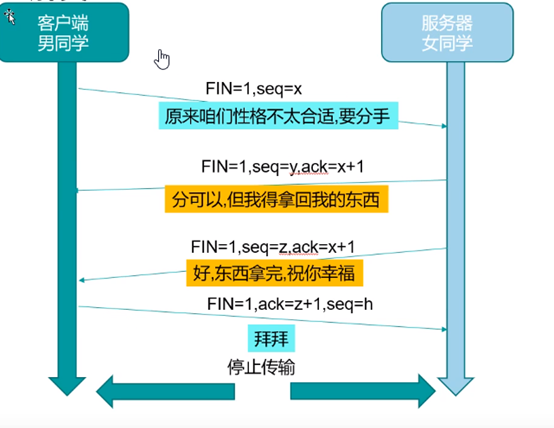 客户端
男同学
服务器
女同学
FIN=1,seq=x
原来咱们性格不太合适,要分手
FIN=1,seq=y,ack=x+1
分可以,但我得拿回我的东西
FIN=1,seq=z,ack=x+1
好,东西拿完,祝你幸福
FIN=1,ack=z+1,seq=h
拜拜
停止传输